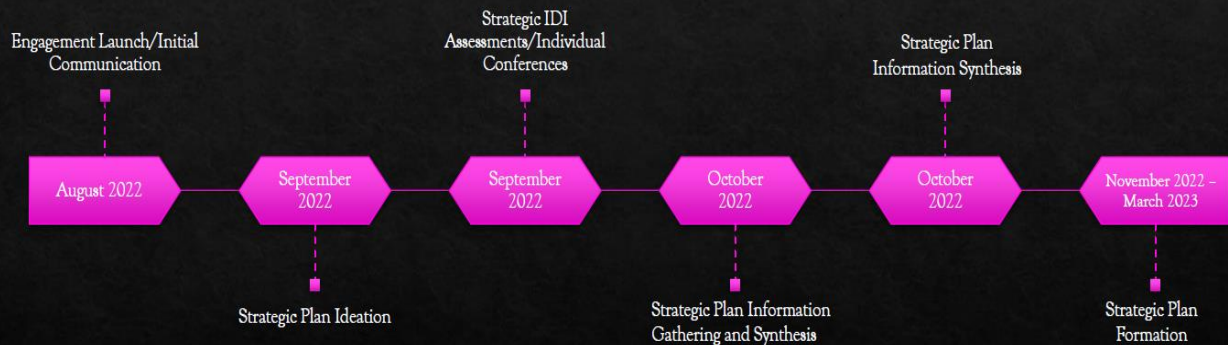 Engagement Launch/Initial
Communication
August 2022
September
2022
Strategic Plan Ideation
Strategic IDI
Assessments/Individual
Conferences
September
2022
October
2022
Strategic Plan Information
Gathering and Synthesis
Strategic Plan
Information Synthesis
October
2022
November 2022 –
March 2023
Strategic Plan
Formation